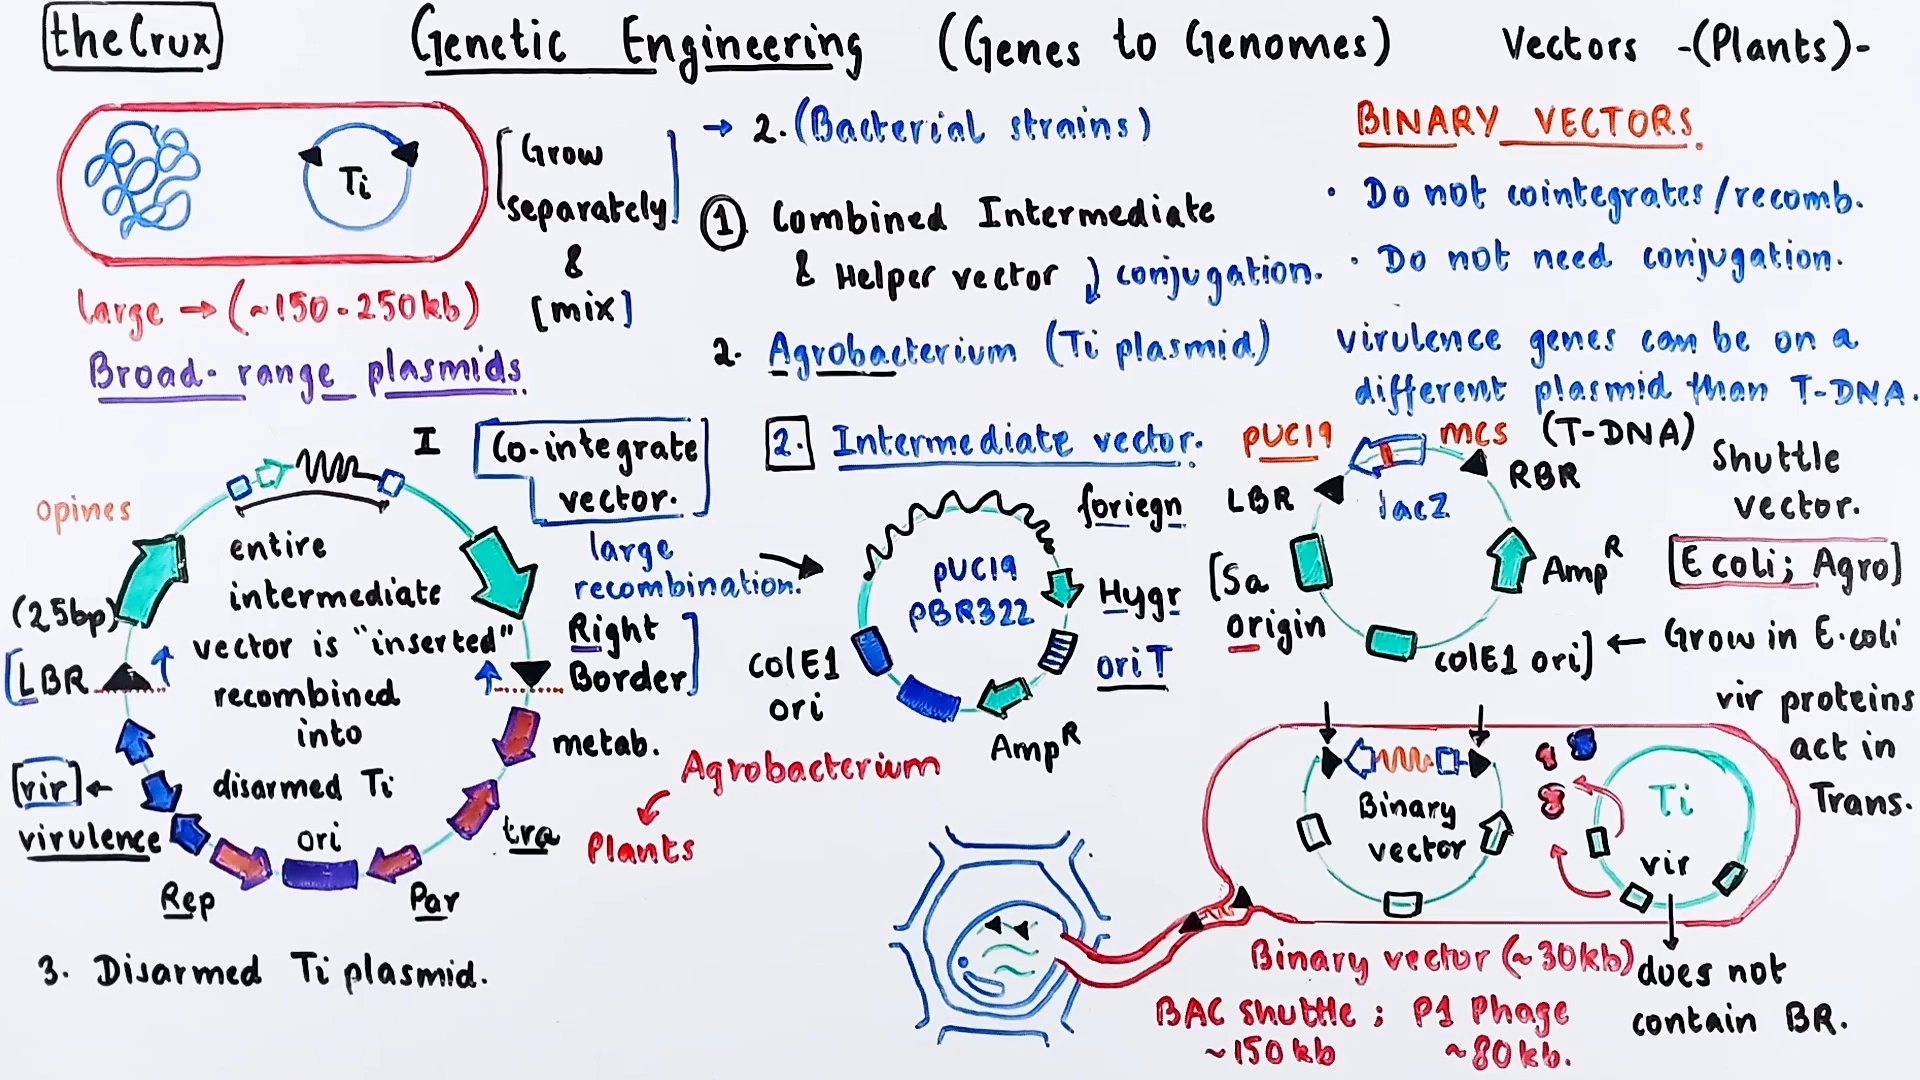 theCrux
Genetic Engineering (Genes to Genomes) Vectors -(Plants)-
Ti
[Grow
separately]
&
[mix]
large → (~150-250kb)
Broad-range plasmids.
→ 2. (Bacterial strains)
① Combined Intermediate
& Helper vector } conjugation.
2. Agrobacterium (Ti plasmid)
BINARY VECTORS.
• Do not cointegrates/recomb.
• Do not need conjugation.
virulence genes can be on a
different plasmid than T-DNA.
I
Co-integrate
vector.
large
recombination.
opines
(25bp)
[LBR
[vir] ←
virulence
Rep
ori
Par
tra
metab.
Right
Border]
entire
intermediate
vector is "inserted"
recombined
into
disarmed Ti
3. Disarmed Ti plasmid.
2. Intermediate vector.
foriegn
pUC19
pBR322
Hygr
oriT
AmpR
colE1
ori
Agrobacterium
Plants
pUC19
mcs (T-DNA)
LBR
RBR
lacZ
[Sa
origin
AmpR
colE1 ori] ← Grow in E.coli
Shuttle
vector.
[E coli; Agro]
vir proteins
act in
Trans.
Binary
vector
Ti
vir
does not
contain BR.
Binary vector (~30kb)
BAC shuttle ; P1 Phage
~150kb ~80kb.